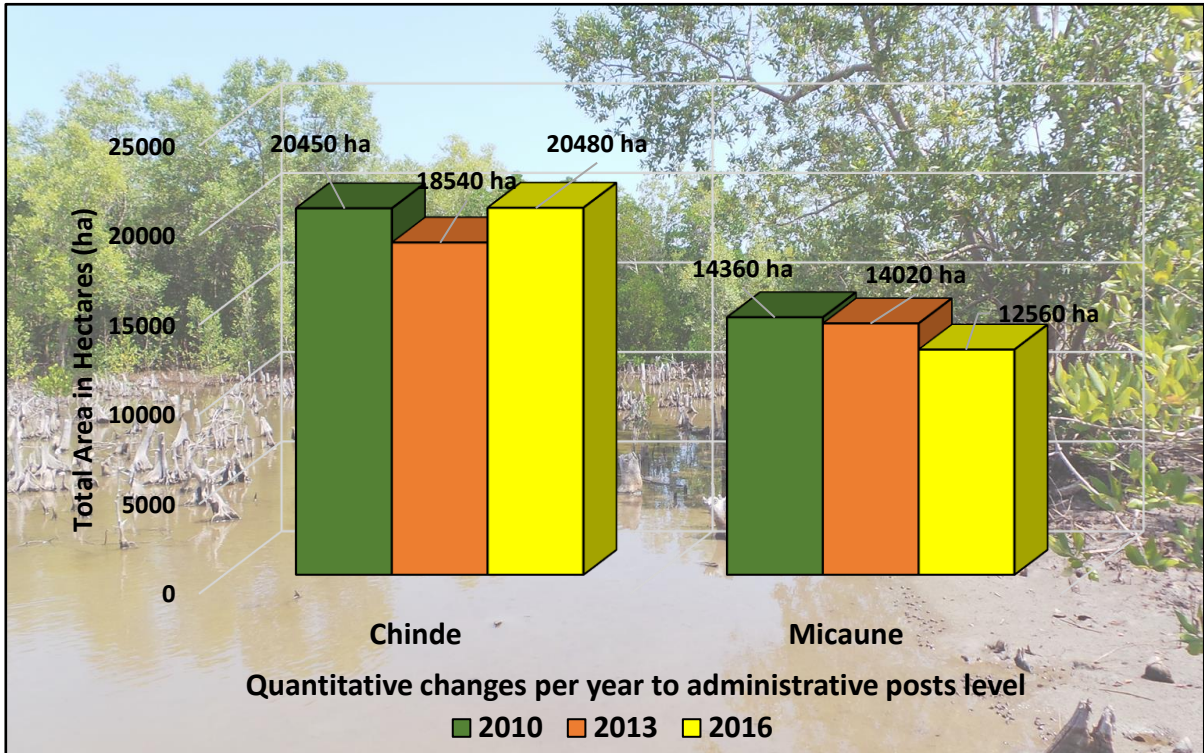 20450 ha
18540 ha
20480 ha
14360 ha
14020 ha
12560 ha
25000
20000
15000
10000
5000
0
Total Area in Hectares (ha)
Chinde
Micaune
Quantitative changes per year to administrative posts level
2010 2013 2016